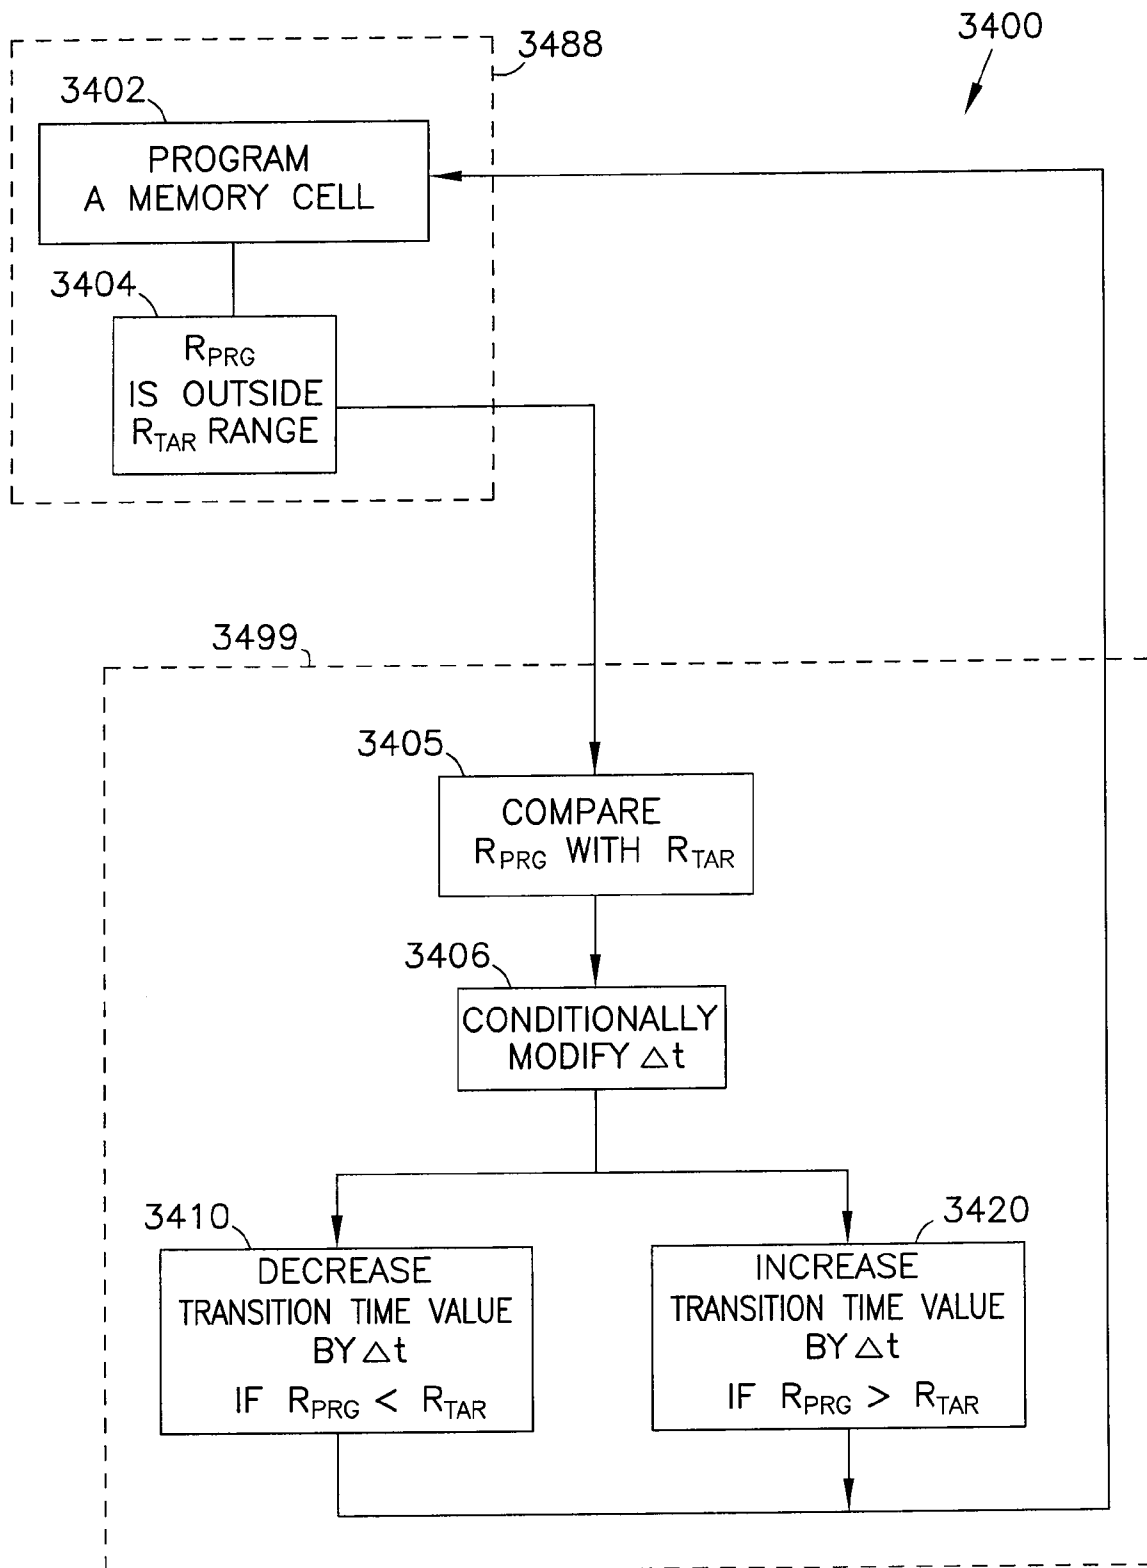 3488
3400
3402
PROGRAM
A MEMORY CELL
3404
RPRG
IS OUTSIDE
RTAR RANGE
3499
3405
COMPARE
RPRG WITH RTAR
3406
CONDITIONALLY
MODIFY △t
3410
DECREASE
TRANSITION TIME VALUE
BY △t
IF RPRG < RTAR
3420
INCREASE
TRANSITION TIME VALUE
BY △t
IF RPRG > RTAR